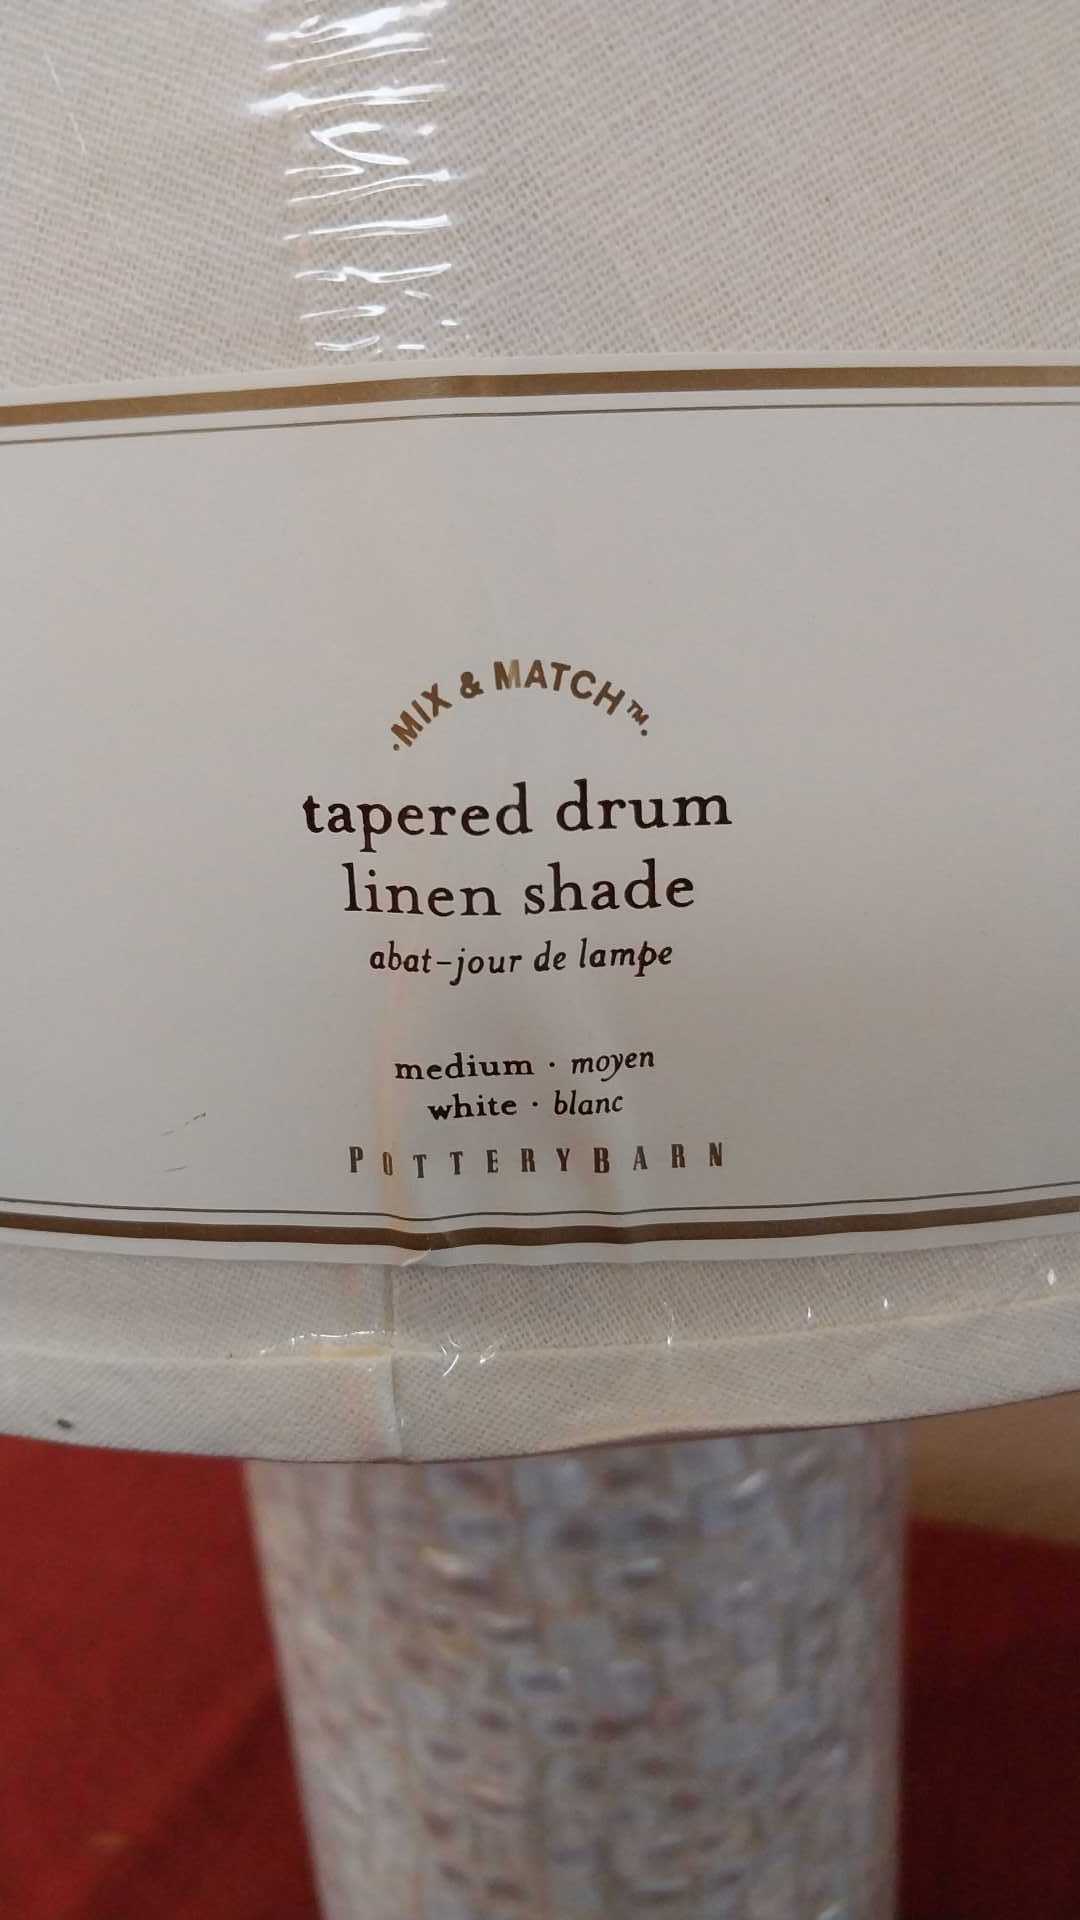 ·MIX & MATCH™·
tapered drum
linen shade
abat-jour de lampe
medium · moyen
white · blanc
POTTERYBARN